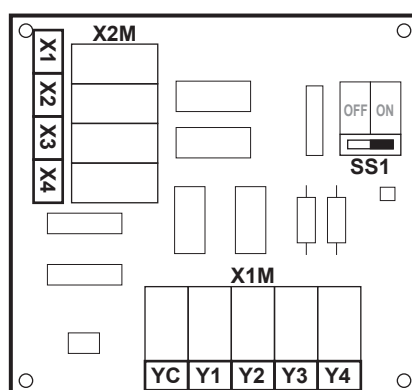 X2M
X1
X2
X3
X4
OFF ON
SS1
X1M
YC Y1 Y2 Y3 Y4